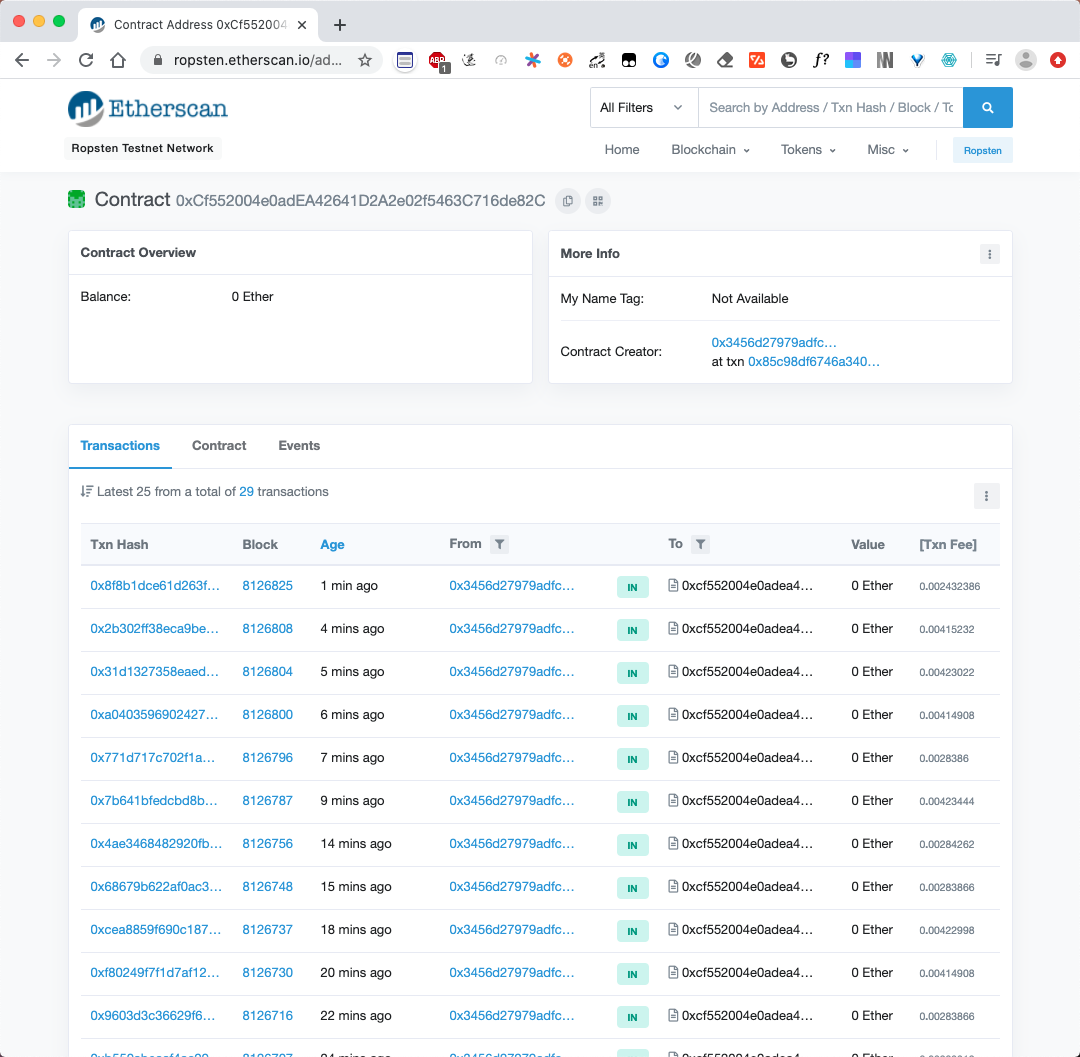 Contract Address 0xCf552004
ropsten.etherscan.io/ad...
ABP
1
en
f?
Etherscan
All Filters
Search by Address / Txn Hash / Block / To
Ropsten Testnet Network
Home Blockchain Tokens Misc Ropsten
Contract 0xCf552004e0adEA42641D2A2e02f5463C716de82C
Contract Overview
Balance: 0 Ether
More Info
My Name Tag: Not Available
Contract Creator: 0x3456d27979adfc…
at txn 0x85c98df6746a340…
Transactions Contract Events
Latest 25 from a total of 29 transactions
Txn Hash Block Age From To Value [Txn Fee]
0x8f8b1dce61d263f… 8126825 1 min ago 0x3456d27979adfc… IN 0xcf552004e0adea4… 0 Ether 0.002432386
0x2b302ff38eca9be… 8126808 4 mins ago 0x3456d27979adfc… IN 0xcf552004e0adea4… 0 Ether 0.00415232
0x31d1327358eaed… 8126804 5 mins ago 0x3456d27979adfc… IN 0xcf552004e0adea4… 0 Ether 0.00423022
0xa0403596902427… 8126800 6 mins ago 0x3456d27979adfc… IN 0xcf552004e0adea4… 0 Ether 0.00414908
0x771d717c702f1a… 8126796 7 mins ago 0x3456d27979adfc… IN 0xcf552004e0adea4… 0 Ether 0.0028386
0x7b641bfedcbd8b… 8126787 9 mins ago 0x3456d27979adfc… IN 0xcf552004e0adea4… 0 Ether 0.00423444
0x4ae3468482920fb… 8126756 14 mins ago 0x3456d27979adfc… IN 0xcf552004e0adea4… 0 Ether 0.00284262
0x68679b622af0ac3… 8126748 15 mins ago 0x3456d27979adfc… IN 0xcf552004e0adea4… 0 Ether 0.00283866
0xcea8859f690c187… 8126737 18 mins ago 0x3456d27979adfc… IN 0xcf552004e0adea4… 0 Ether 0.00422998
0xf80249f7f1d7af12… 8126730 20 mins ago 0x3456d27979adfc… IN 0xcf552004e0adea4… 0 Ether 0.00414908
0x9603d3c36629f6… 8126716 22 mins ago 0x3456d27979adfc… IN 0xcf552004e0adea4… 0 Ether 0.00283866